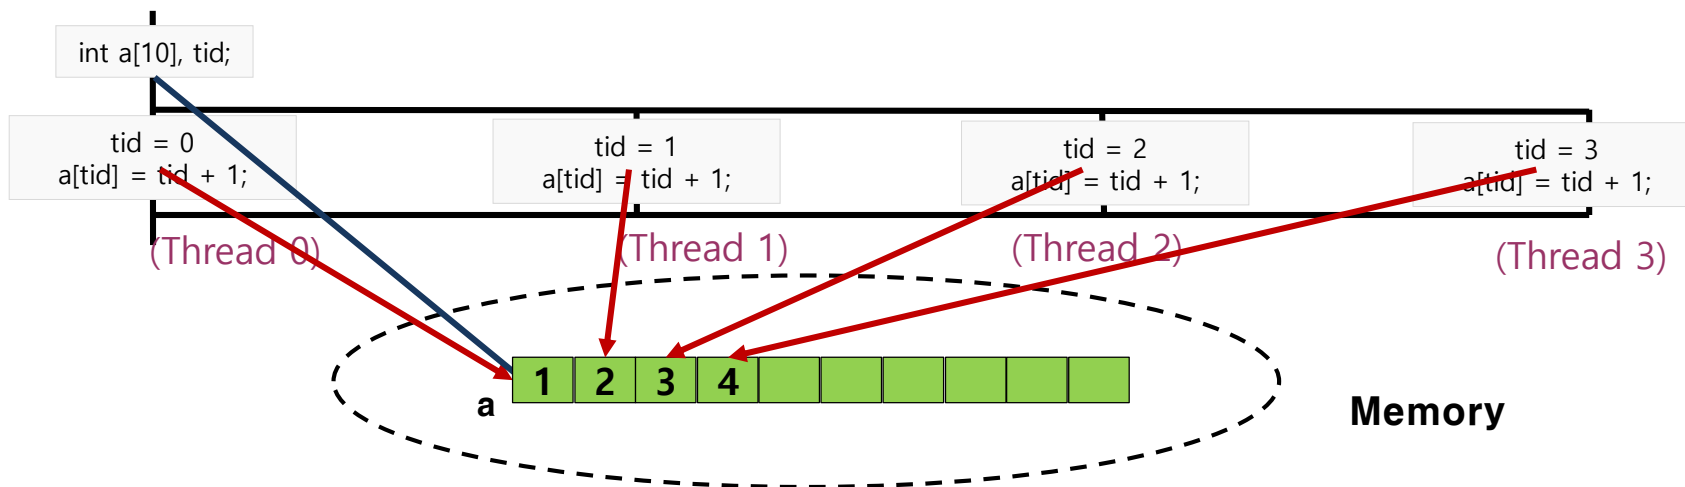 int a[10], tid;
tid = 0
a[tid] = tid + 1;
tid = 1
a[tid] = tid + 1;
tid = 2
a[tid] = tid + 1;
tid = 3
a[tid] = tid + 1;
(Thread 0)
(Thread 1)
(Thread 2)
(Thread 3)
1 2 3 4
a
Memory